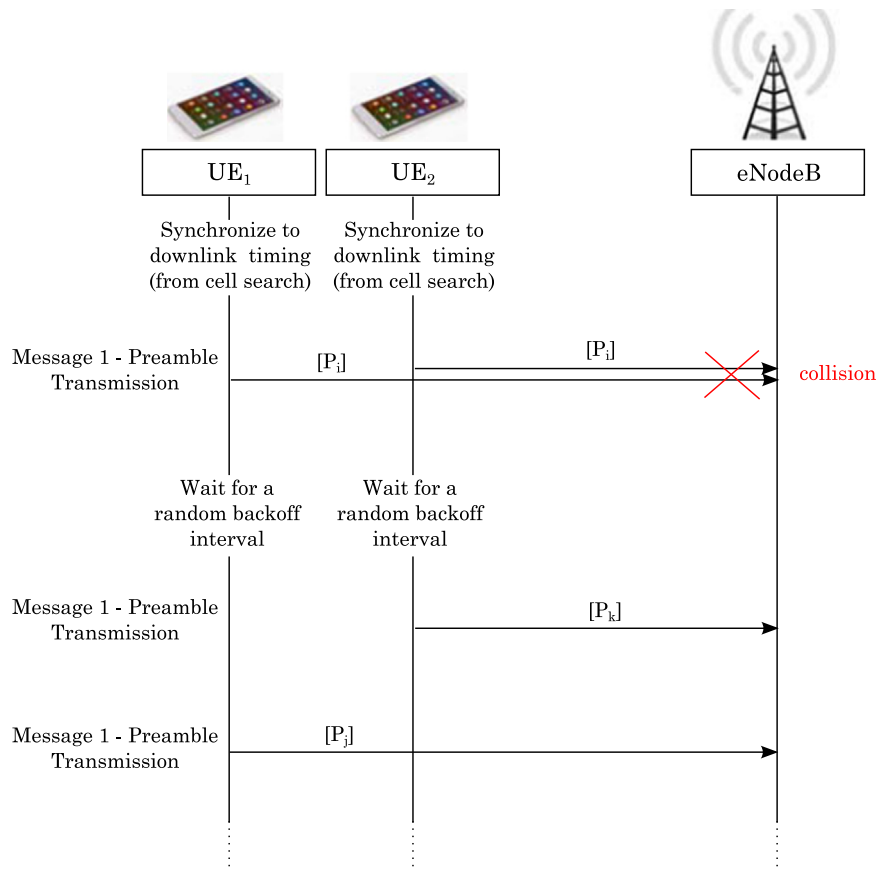 UE₁
UE₂
eNodeB
Synchronize to
downlink timing
(from cell search)
Synchronize to
downlink timing
(from cell search)
Message 1 - Preamble
Transmission
[Pᵢ]
[Pᵢ]
collision
Wait for a
random backoff
interval
Wait for a
random backoff
interval
Message 1 - Preamble
Transmission
[Pₖ]
Message 1 - Preamble
Transmission
[Pⱼ]